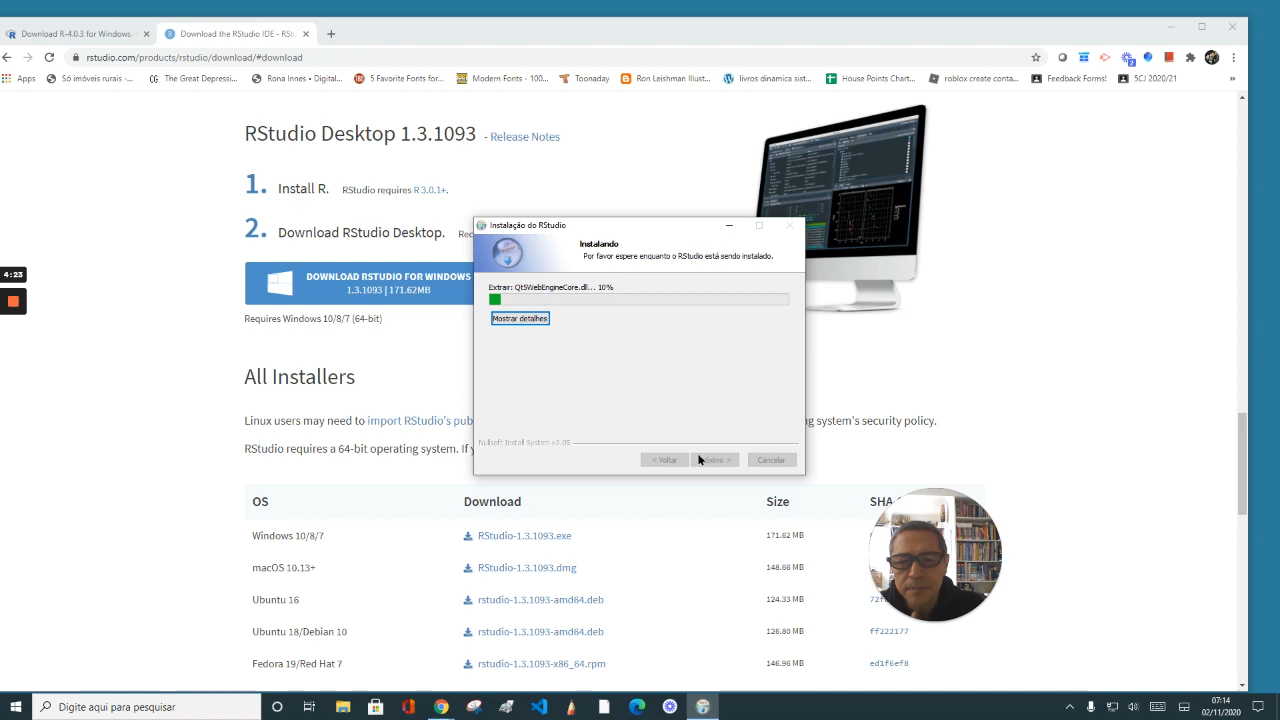 Download R-4.0.3 for Windows.
Download the RStudio IDE - RStu
rstudio.com/products/rstudio/download/#download
Apps
Só imóveis rurais -...
The Great Depressi...
Rona Innes • Digital...
5 Favorite Fonts for...
Modern Fonts - 100...
Toonaday
Ron Leishman Illust...
livros dinamica sist...
House Points Chart...
roblox create conta...
Feedback Forms!
5CJ 2020/21
»
RStudio Desktop 1.3.1093 - Release Notes
1. Install R. RStudio requires R 3.0.1+.
2. Download RStudio Desktop.
DOWNLOAD RSTUDIO FOR WINDOWS
1.3.1093 | 171.62MB
Requires Windows 10/8/7 (64-bit)
4:23
Instalação do RStudio
Instalando
Por favor espere enquanto o RStudio está sendo instalado.
Extrair: Qt5WebEngineCore.dll... 10%
Mostrar detalhes
Nullsoft Install System v3.05
< Voltar
Cancelar
All Installers
Linux users may need to import RStudio's pub
system's security policy.
RStudio requires a 64-bit operating system. If
OS Download Size SHA
Windows 10/8/7 RStudio-1.3.1093.exe 171.62 MB
macOS 10.13+ RStudio-1.3.1093.dmg 148.66 MB
Ubuntu 16 rstudio-1.3.1093-amd64.deb 124.33 MB
Ubuntu 18/Debian 10 rstudio-1.3.1093-amd64.deb 126.80 MB ff222177
Fedora 19/Red Hat 7 rstudio-1.3.1093-x86_64.rpm 146.96 MB ed1f6ef8
Digite aqui para pesquisar
07:14
02/11/2020